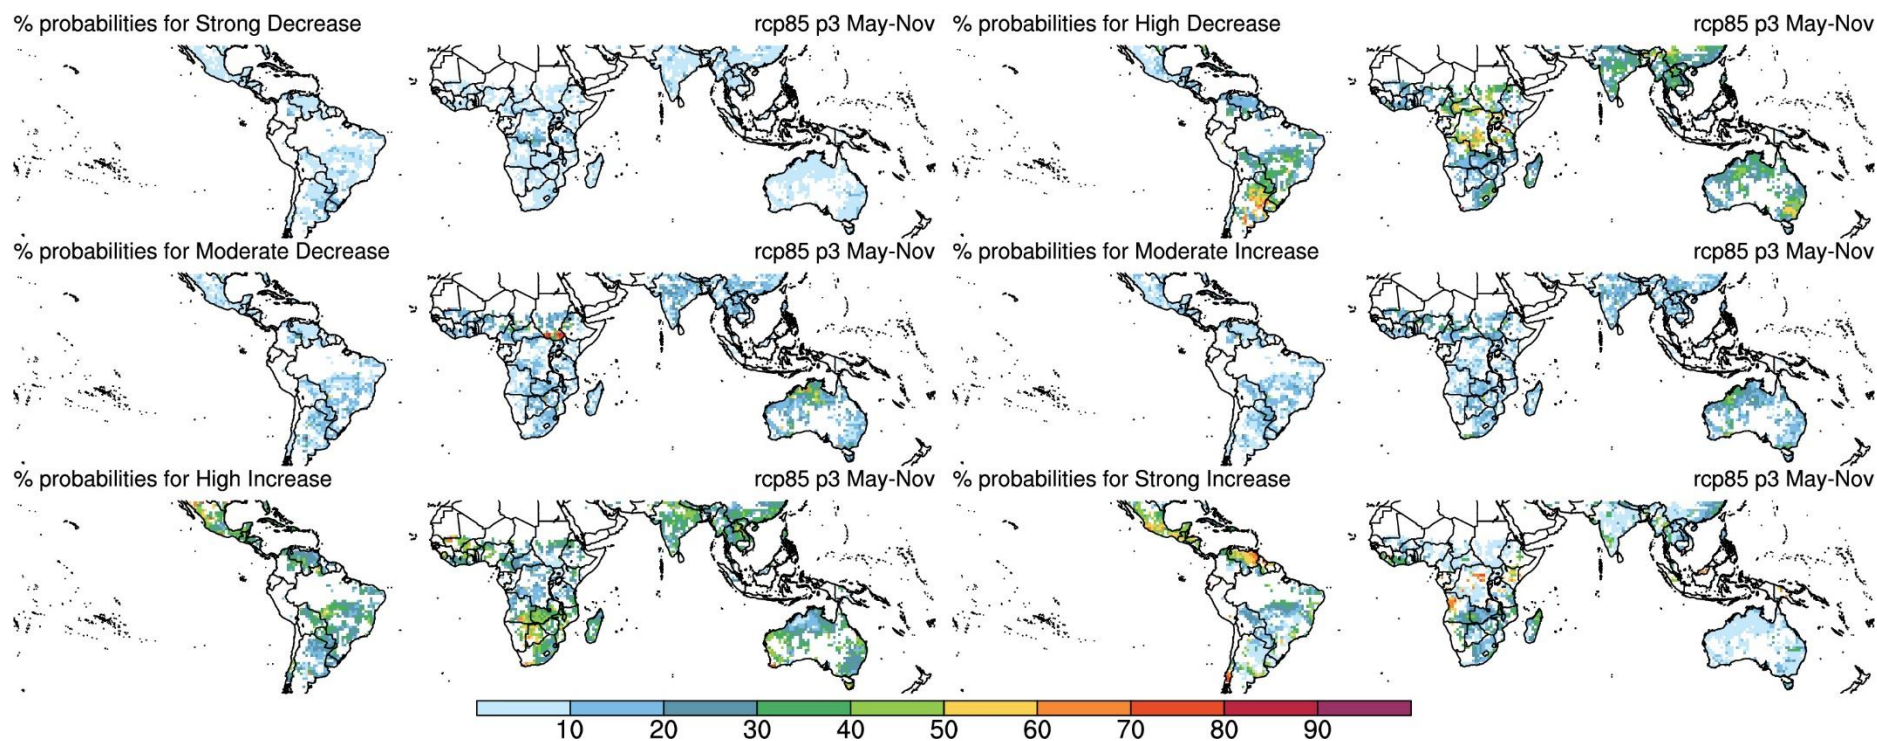 % probabilities for Strong Decrease rcp85 p3 May-Nov
% probabilities for High Decrease rcp85 p3 May-Nov
% probabilities for Moderate Decrease rcp85 p3 May-Nov
% probabilities for Moderate Increase rcp85 p3 May-Nov
% probabilities for High Increase rcp85 p3 May-Nov
% probabilities for Strong Increase rcp85 p3 May-Nov
10 20 30 40 50 60 70 80 90